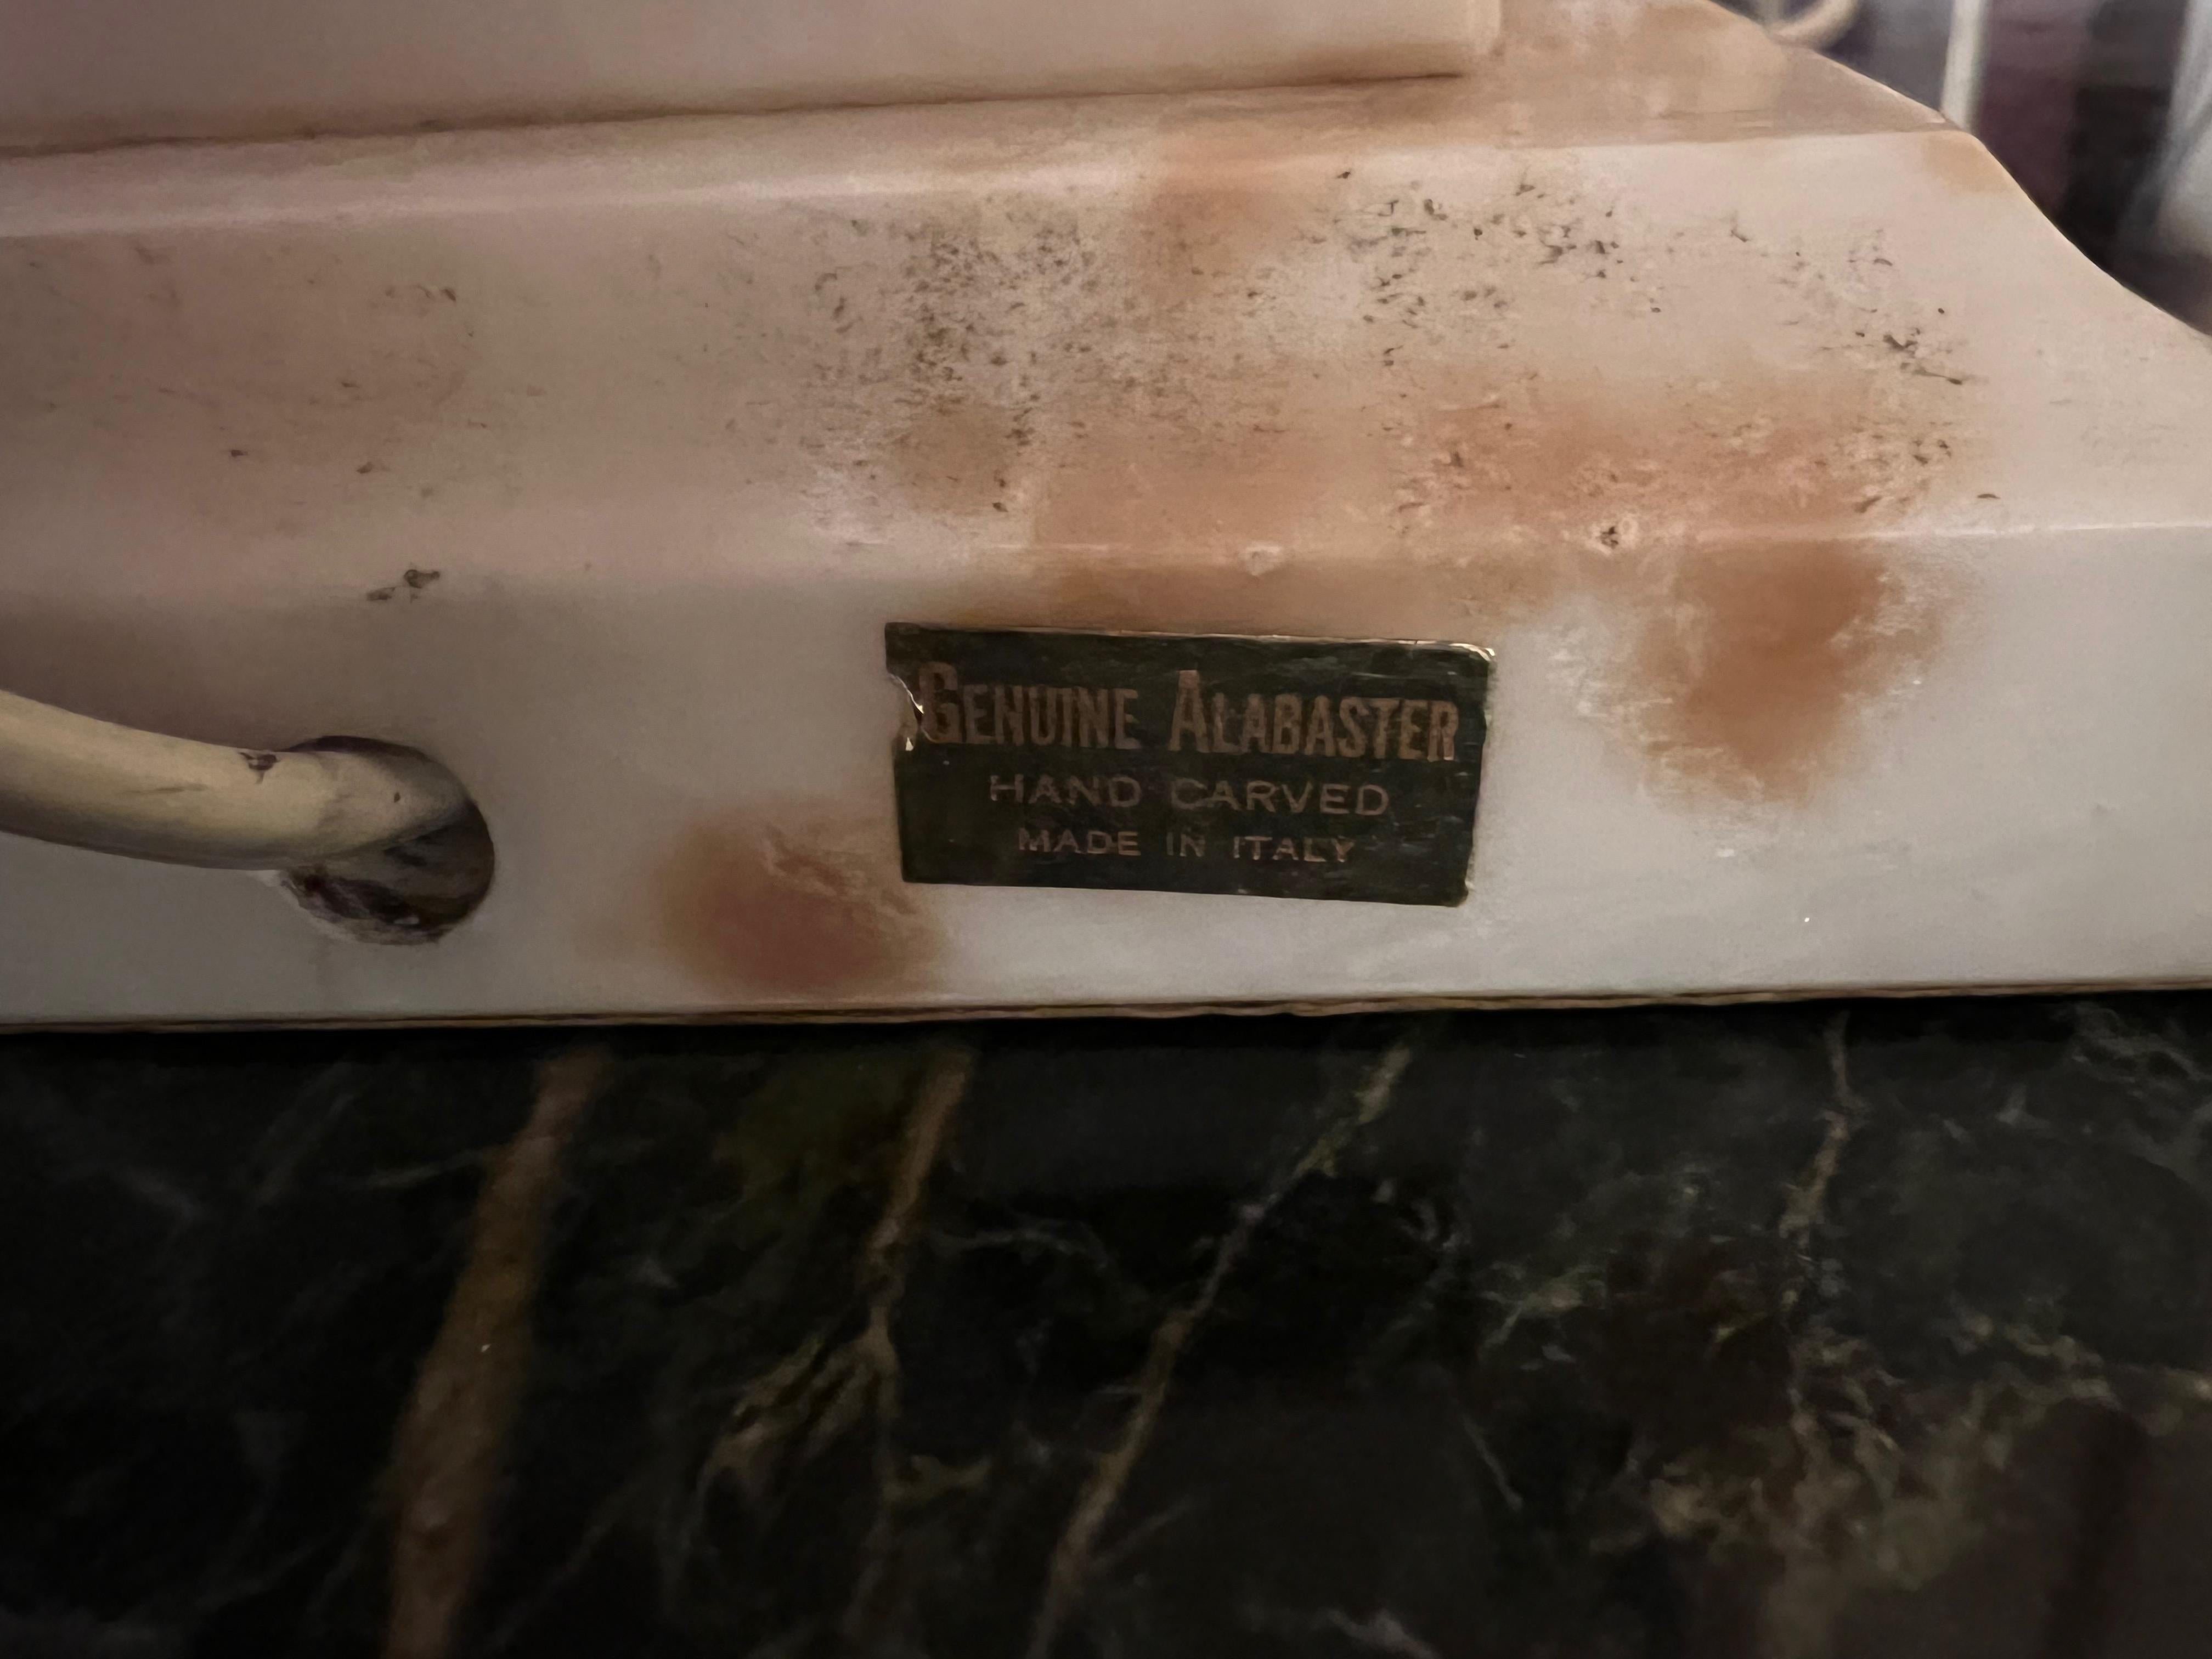 GENUINE ALABASTER
HAND CARVED
MADE IN ITALY